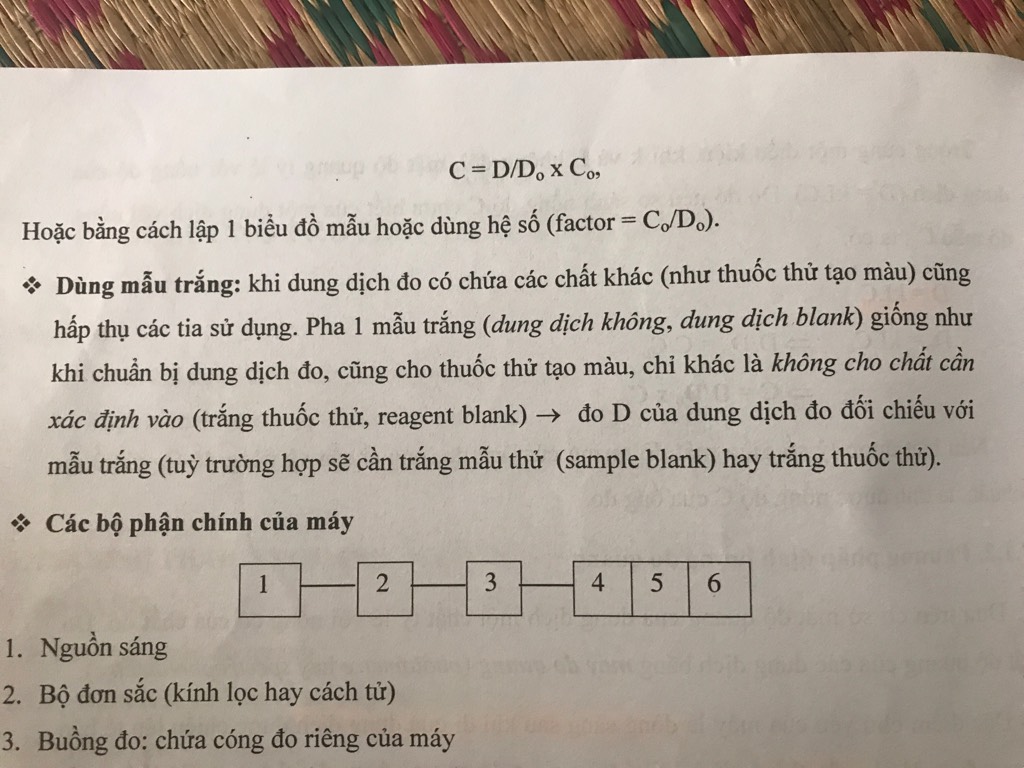 C = D/Dₒ x Cₒ,
Hoặc bằng cách lập 1 biểu đồ mẫu hoặc dùng hệ số (factor = Cₒ/Dₒ).
❖ Dùng mẫu trắng: khi dung dịch đo có chứa các chất khác (như thuốc thử tạo màu) cũng
hấp thụ các tia sử dụng. Pha 1 mẫu trắng (dung dịch không, dung dịch blank) giống như
khi chuẩn bị dung dịch đo, cũng cho thuốc thử tạo màu, chỉ khác là không cho chất cần
xác định vào (trắng thuốc thử, reagent blank) → đo D của dung dịch đo đối chiếu với
mẫu trắng (tuỳ trường hợp sẽ cần trắng mẫu thử (sample blank) hay trắng thuốc thử).
❖ Các bộ phận chính của máy
1 2 3 4 5 6
1. Nguồn sáng
2. Bộ đơn sắc (kính lọc hay cách tử)
3. Buồng đo: chứa cóng đo riêng của máy